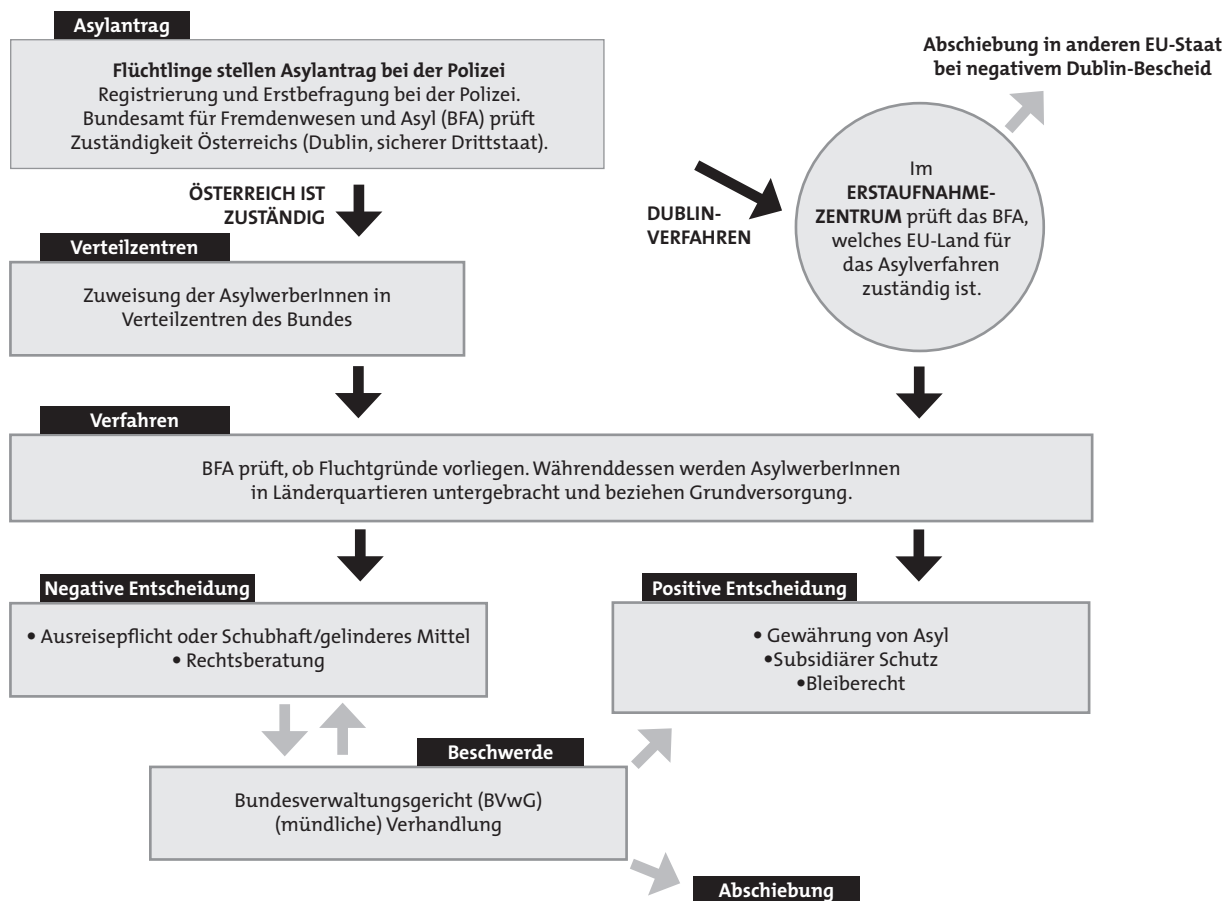 Asylantrag
Flüchtlinge stellen Asylantrag bei der Polizei
Registrierung und Erstbefragung bei der Polizei.
Bundesamt für Fremdenwesen und Asyl (BFA) prüft
Zuständigkeit Österreichs (Dublin, sicherer Drittstaat).
Abschiebung in anderen EU-Staat
bei negativem Dublin-Bescheid
ÖSTERREICH IST
ZUSTÄNDIG
DUBLIN-
VERFAHREN
Im
ERSTAUFNAHME-
ZENTRUM prüft das BFA,
welches EU-Land für
das Asylverfahren
zuständig ist.
Verteilzentren
Zuweisung der AsylwerberInnen in
Verteilzentren des Bundes
Verfahren
BFA prüft, ob Fluchtgründe vorliegen. Währenddessen werden AsylwerberInnen
in Länderquartieren untergebracht und beziehen Grundversorgung.
Negative Entscheidung
• Ausreisepflicht oder Schubhaft/gelinderes Mittel
• Rechtsberatung
Positive Entscheidung
• Gewährung von Asyl
•Subsidiärer Schutz
•Bleiberecht
Beschwerde
Bundesverwaltungsgericht (BVwG)
(mündliche) Verhandlung
Abschiebung